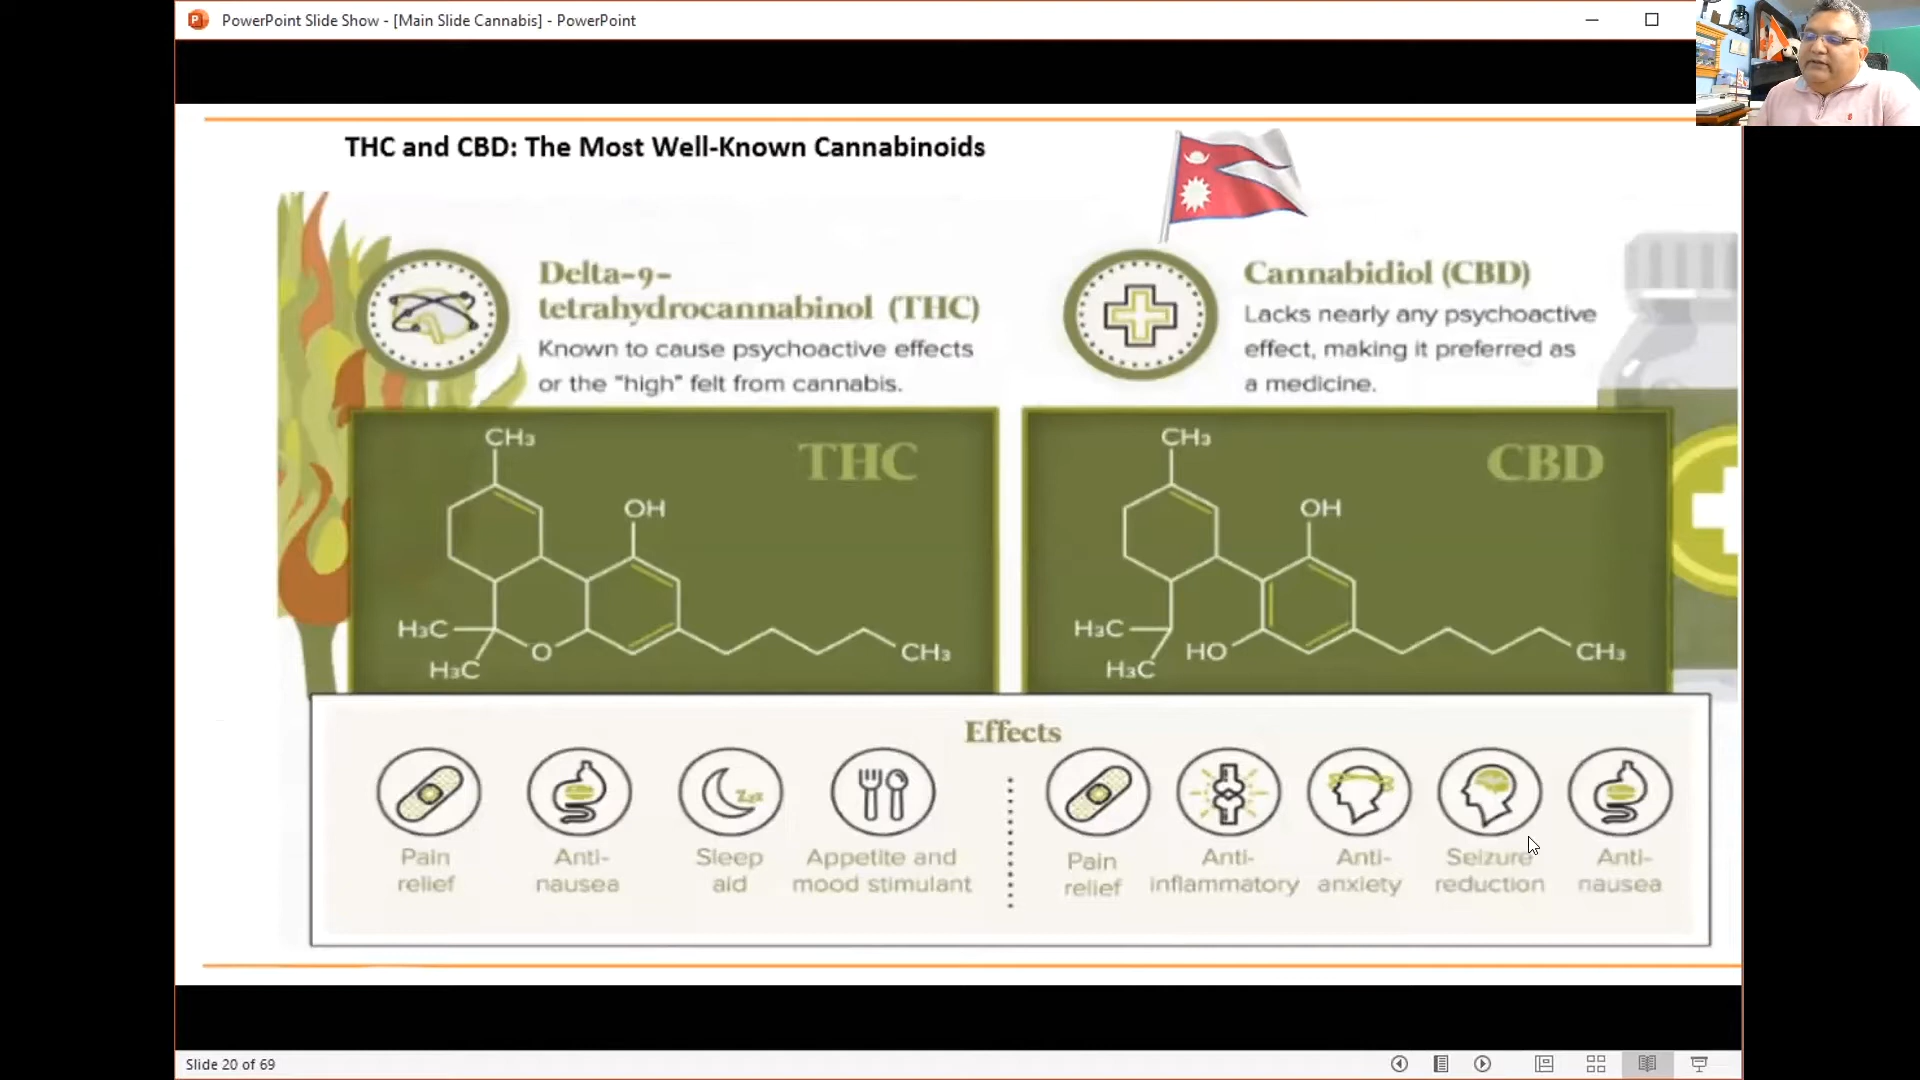 PowerPoint Slide Show - [Main Slide Cannabis] - PowerPoint
THC and CBD: The Most Well-Known Cannabinoids
Delta-9-
tetrahydrocannabinol (THC)
Known to cause psychoactive effects
or the "high" felt from cannabis.
Cannabidiol (CBD)
Lacks nearly any psychoactive
effect, making it preferred as
a medicine.
THC
CH₃
OH
H₃C
H₃C
O
CH₃
CBD
CH₃
OH
H₃C
H₃C
HO
CH₃
Effects
Pain
relief
Anti-
nausea
Sleep
aid
Appetite and
mood stimulant
Pain
relief
Anti-
inflammatory
Anti-
anxiety
Seizure
reduction
Anti-
nausea
Slide 20 of 69